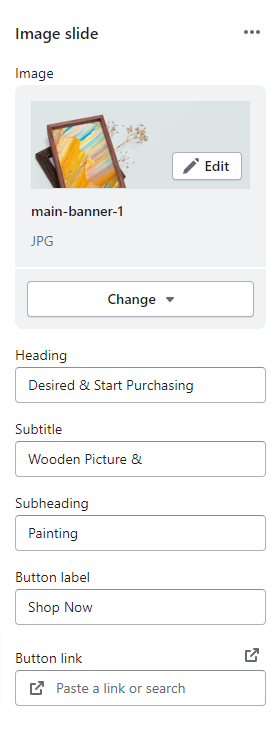 Image slide
Image
Edit
main-banner-1
JPG
Change
Heading
Desired & Start Purchasing
Subtitle
Wooden Picture &
Subheading
Painting
Button label
Shop Now
Button link
Paste a link or search